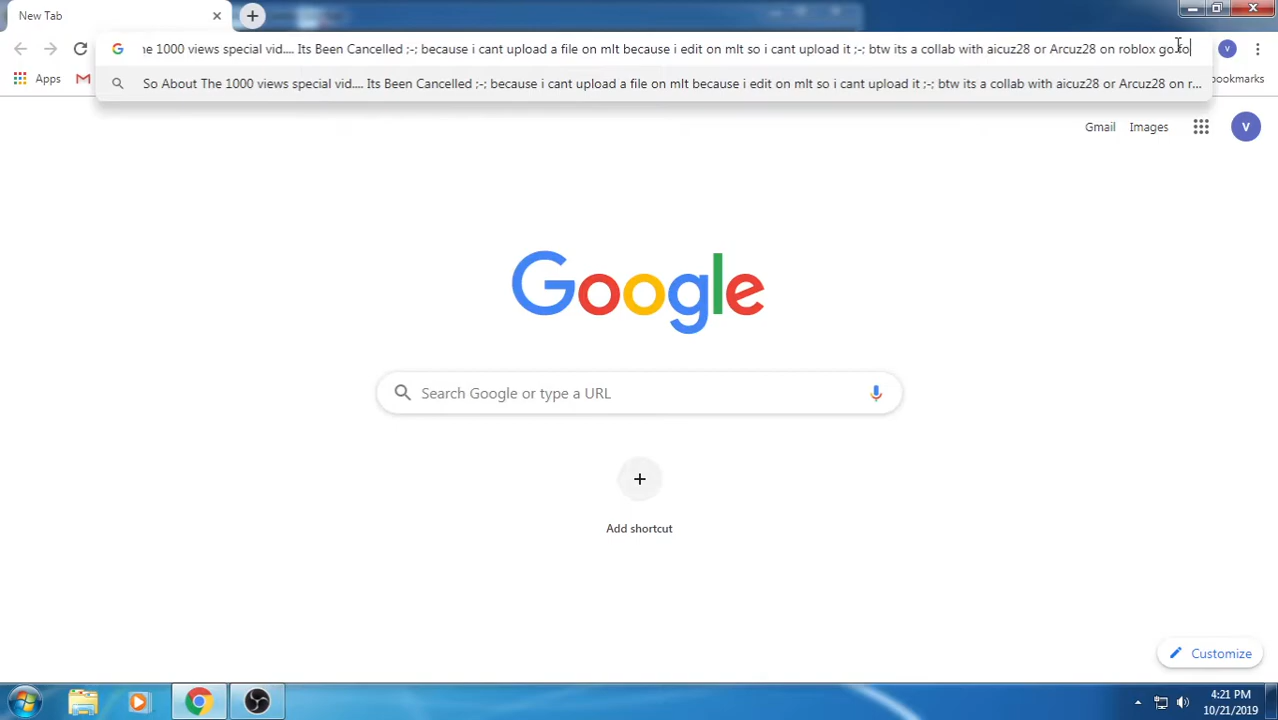 New Tab
ne 1000 views special vid.... Its Been Cancelled ;-; because i cant upload a file on mlt because i edit on mlt so i cant upload it ;-; btw its a collab with aicuz28 or Arcuz28 on roblox go fo
V
Apps
bookmarks
So About The 1000 views special vid.... Its Been Cancelled ;-; because i cant upload a file on mlt because i edit on mlt so i cant upload it ;-; btw its a collab with aicuz28 or Arcuz28 on r...
Gmail
Images
V
Google
Search Google or type a URL
Add shortcut
Customize
4:21 PM
10/21/2019